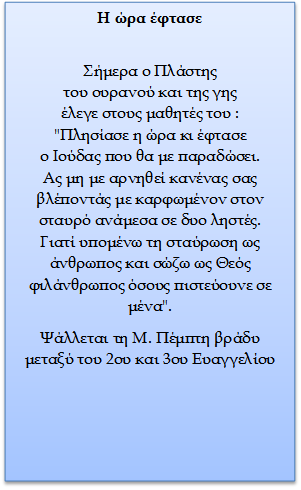 Η ώρα έφτασε
Σήμερα ο Πλάστης
του ουρανού και της γης
έλεγε στους μαθητές του :
"Πλησίασε η ώρα κι έφτασε
ο Ιούδας που θα με παραδώσει.
Ας μη με αρνηθεί κανένας σας
βλέποντάς με καρφωμένον στον
σταυρό ανάμεσα σε δυο ληστές.
Γιατί υπομένω τη σταύρωση ως
άνθρωπος και σώζω ως Θεός
φιλάνθρωπος όσους πιστεύουνε σε
μένα".
Ψάλλεται τη Μ. Πέμπτη βράδυ
μεταξύ του 2ου και 3ου Ευαγγελίου